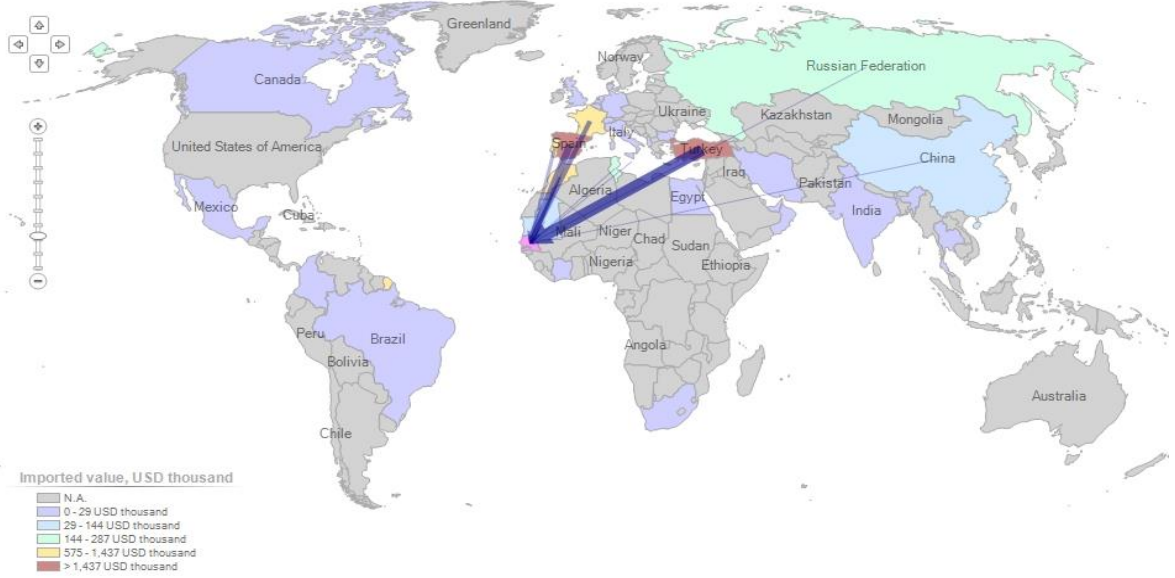 Greenland
Norway
Russian Federation
Canada
Ukraine
Kazakhstan
Mongolia
Italy
United States of America
Spain
Turkey
China
Iraq
Pakistan
Algeria
Egypt
Mexico
India
Cuba
Mali
Niger
Chad
Sudan
Nigeria
Ethiopia
Peru
Brazil
Angola
Bolivia
Australia
Chile
Imported value, USD thousand
N.A.
0 - 29 USD thousand
29 - 144 USD thousand
144 - 287 USD thousand
575 - 1,437 USD thousand
> 1,437 USD thousand